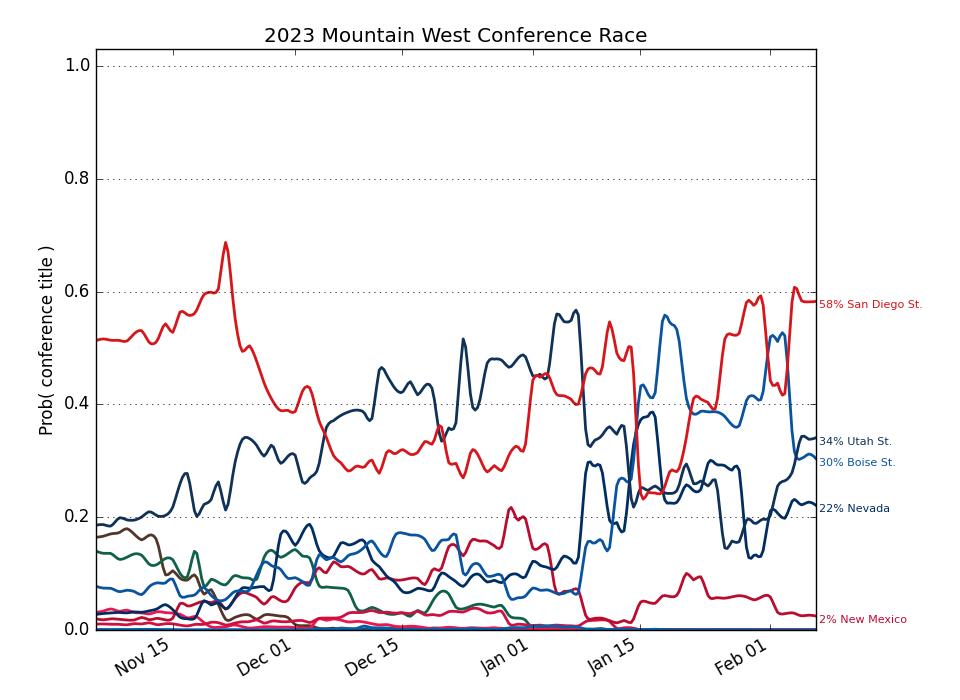 2023 Mountain West Conference Race
Prob( conference title )
1.0
0.8
0.6
0.4
0.2
0.0
58% San Diego St.
34% Utah St.
30% Boise St.
22% Nevada
2% New Mexico
Nov 15
Dec 01
Dec 15
Jan 01
Jan 15
Feb 01